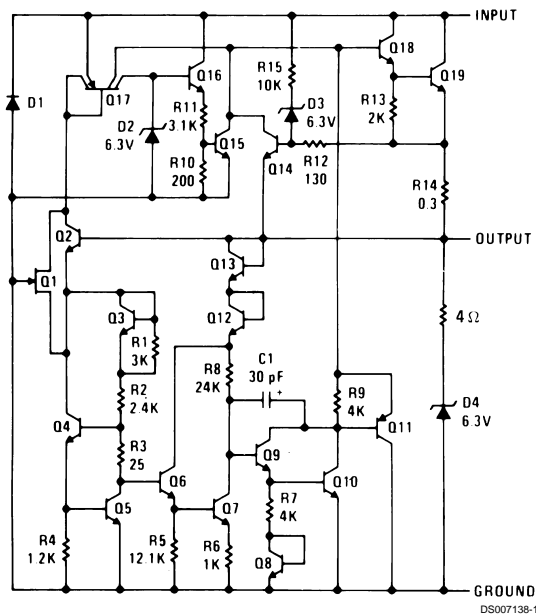 INPUT
Q18
Q19
R15
10K
Q16
Q17
D1
R11
3.1K
D3
6.3V
R13
2K
D2
6.3V
Q15
R10
200
Q14
R12
130
R14
0.3
Q2
OUTPUT
Q1
Q13
Q3
R1
3K
Q12
4Ω
C1
30 pF
+
R8
24K
R2
2.4K
R9
4K
Q11
D4
6.3V
Q4
R3
25
Q9
Q6
Q10
Q5
Q7
R7
4K
R4
1.2K
R5
12.1K
R6
1K
Q8
GROUND
DS007138-1